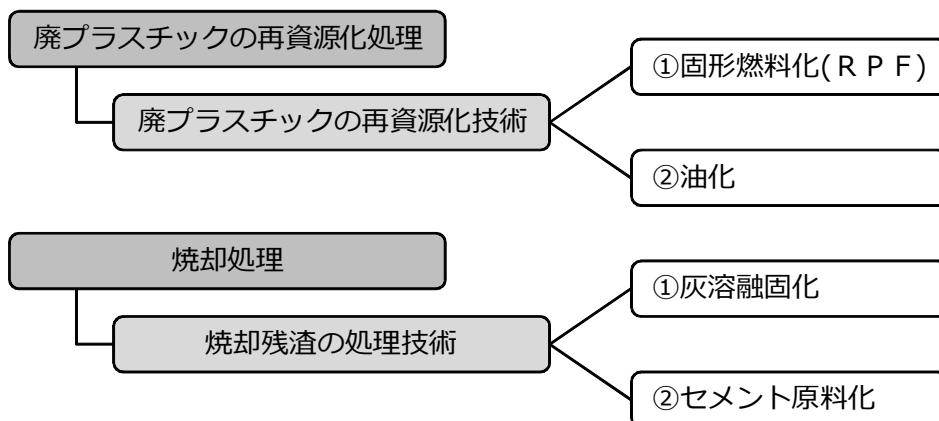 廃プラスチックの再資源化処理
①固形燃料化(ＲＰＦ)
廃プラスチックの再資源化技術
②油化
焼却処理
①灰溶融固化
焼却残渣の処理技術
②セメント原料化